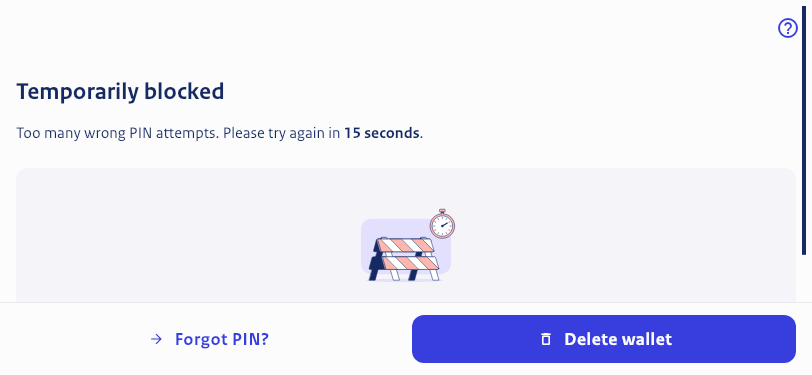 Temporarily blocked
Too many wrong PIN attempts. Please try again in 15 seconds.
Forgot PIN?
Delete wallet